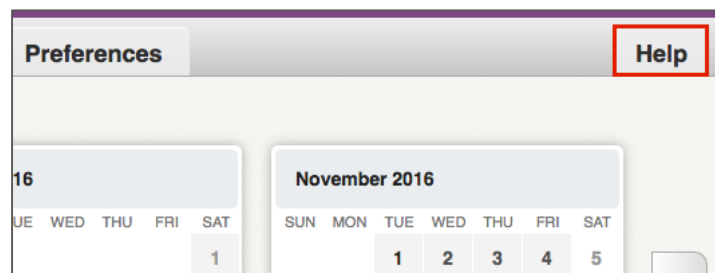 Preferences
Help
16
November 2016
UE WED THU FRI SAT
SUN MON TUE WED THU FRI SAT
1
1 2 3 4 5